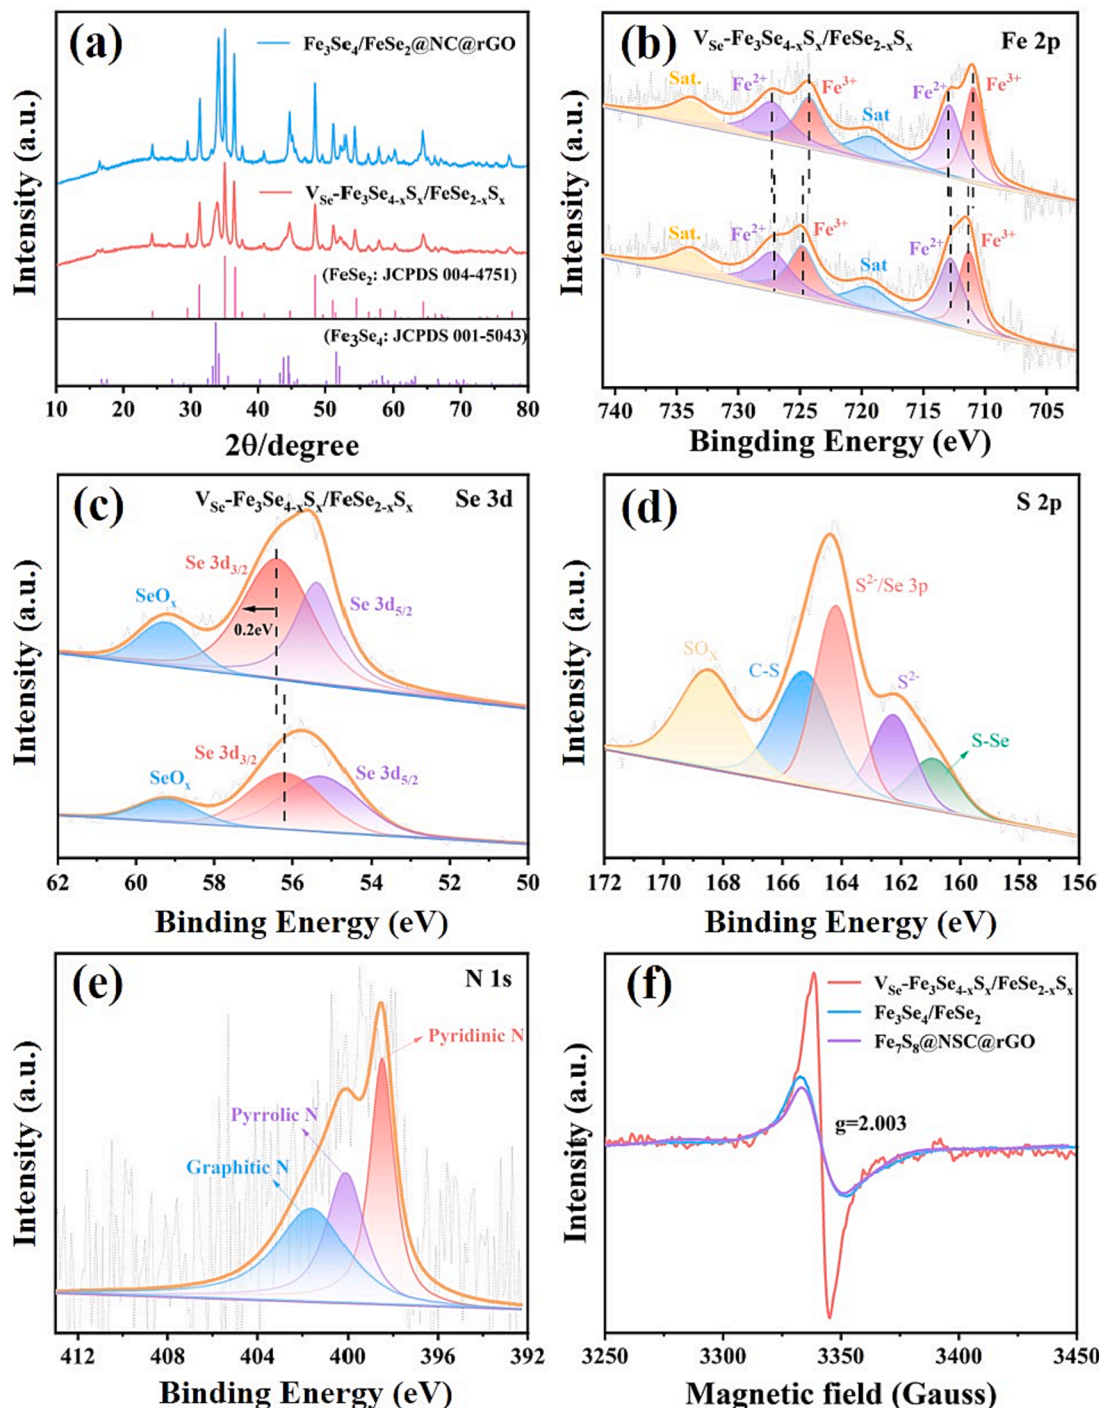 (a)
Fe₃Se₄/FeSe₂@NC@rGO
V_Se-Fe₃Se₄₋ₓSₓ/FeSe₂₋ₓSₓ
(FeSe₂: JCPDS 004-4751)
(Fe₃Se₄: JCPDS 001-5043)
Intensity (a.u.)
10 20 30 40 50 60 70 80
2θ/degree
(b)
V_Se-Fe₃Se₄₋ₓSₓ/FeSe₂₋ₓSₓ
Fe 2p
Sat. Fe²⁺ Fe³⁺ Sat Fe²⁺ Fe³⁺
Sat. Fe²⁺ Fe³⁺ Sat Fe²⁺ Fe³⁺
Intensity (a.u.)
740 735 730 725 720 715 710 705
Bingding Energy (eV)
(c)
V_Se-Fe₃Se₄₋ₓSₓ/FeSe₂₋ₓSₓ
Se 3d
Se 3d₃/₂
SeOₓ
Se 3d₅/₂
0.2eV
Se 3d₃/₂
SeOₓ
Se 3d₅/₂
Intensity (a.u.)
62 60 58 56 54 52 50
Binding Energy (eV)
(d)
S 2p
S²⁻/Se 3p
SOₓ
C-S
S²⁻
S-Se
Intensity (a.u.)
172 170 168 166 164 162 160 158 156
Binding Energy (eV)
(e)
N 1s
Pyridinic N
Pyrrolic N
Graphitic N
Intensity (a.u.)
412 408 404 400 396 392
Binding Energy (eV)
(f)
V_Se-Fe₃Se₄₋ₓSₓ/FeSe₂₋ₓSₓ
Fe₃Se₄/FeSe₂
Fe₇S₈@NSC@rGO
g=2.003
Intensity (a.u.)
3250 3300 3350 3400 3450
Magnetic field (Gauss)